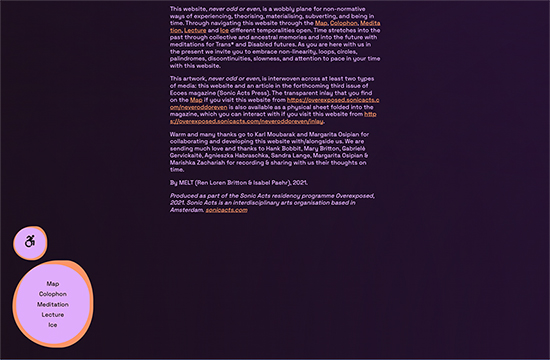 This website, never odd or even, is a wobbly plane for non-normative
ways of experiencing, theorising, materialising, subverting, and being in
time. Through navigating this website through the Map, Colophon, Medita
tion, Lecture and Ice different temporalities open. Time stretches into the
past through collective and ancestral memories and into the future with
meditations for Trans* and Disabled futures. As you are here with us in
the present we invite you to embrace non-linearity, loops, circles,
palindromes, discontinuities, slowness, and attention to pace in your time
with this website.
This artwork, never odd or even, is interwoven across at least two types
of media: this website and an article in the forthcoming third issue of
Ecoes magazine (Sonic Acts Press). The transparent inlay that you find
on the Map if you visit this website from https://overexposed.sonicacts.c
om/neveroddoreven is also available as a physical sheet folded into the
magazine, which you can interact with if you visit this website from http
s://overexposed.sonicacts.com/neveroddoreven/inlay.
Warm and many thanks go to Karl Moubarak and Margarita Osipian for
collaborating and developing this website with/alongside us. We are
sending much love and thanks to Hank Bobbit, Mary Britton, Gabrielė
Gervickaitė, Agnieszka Habraschka, Sandra Lange, Margarita Osipian &
Marishka Zachariah for recording & sharing with us their thoughts on
time.
By MELT (Ren Loren Britton & Isabel Paehr), 2021.
Produced as part of the Sonic Acts residency programme Overexposed,
2021. Sonic Acts is an interdisciplinary arts organisation based in
Amsterdam. sonicacts.com
Map
Colophon
Meditation
Lecture
Ice